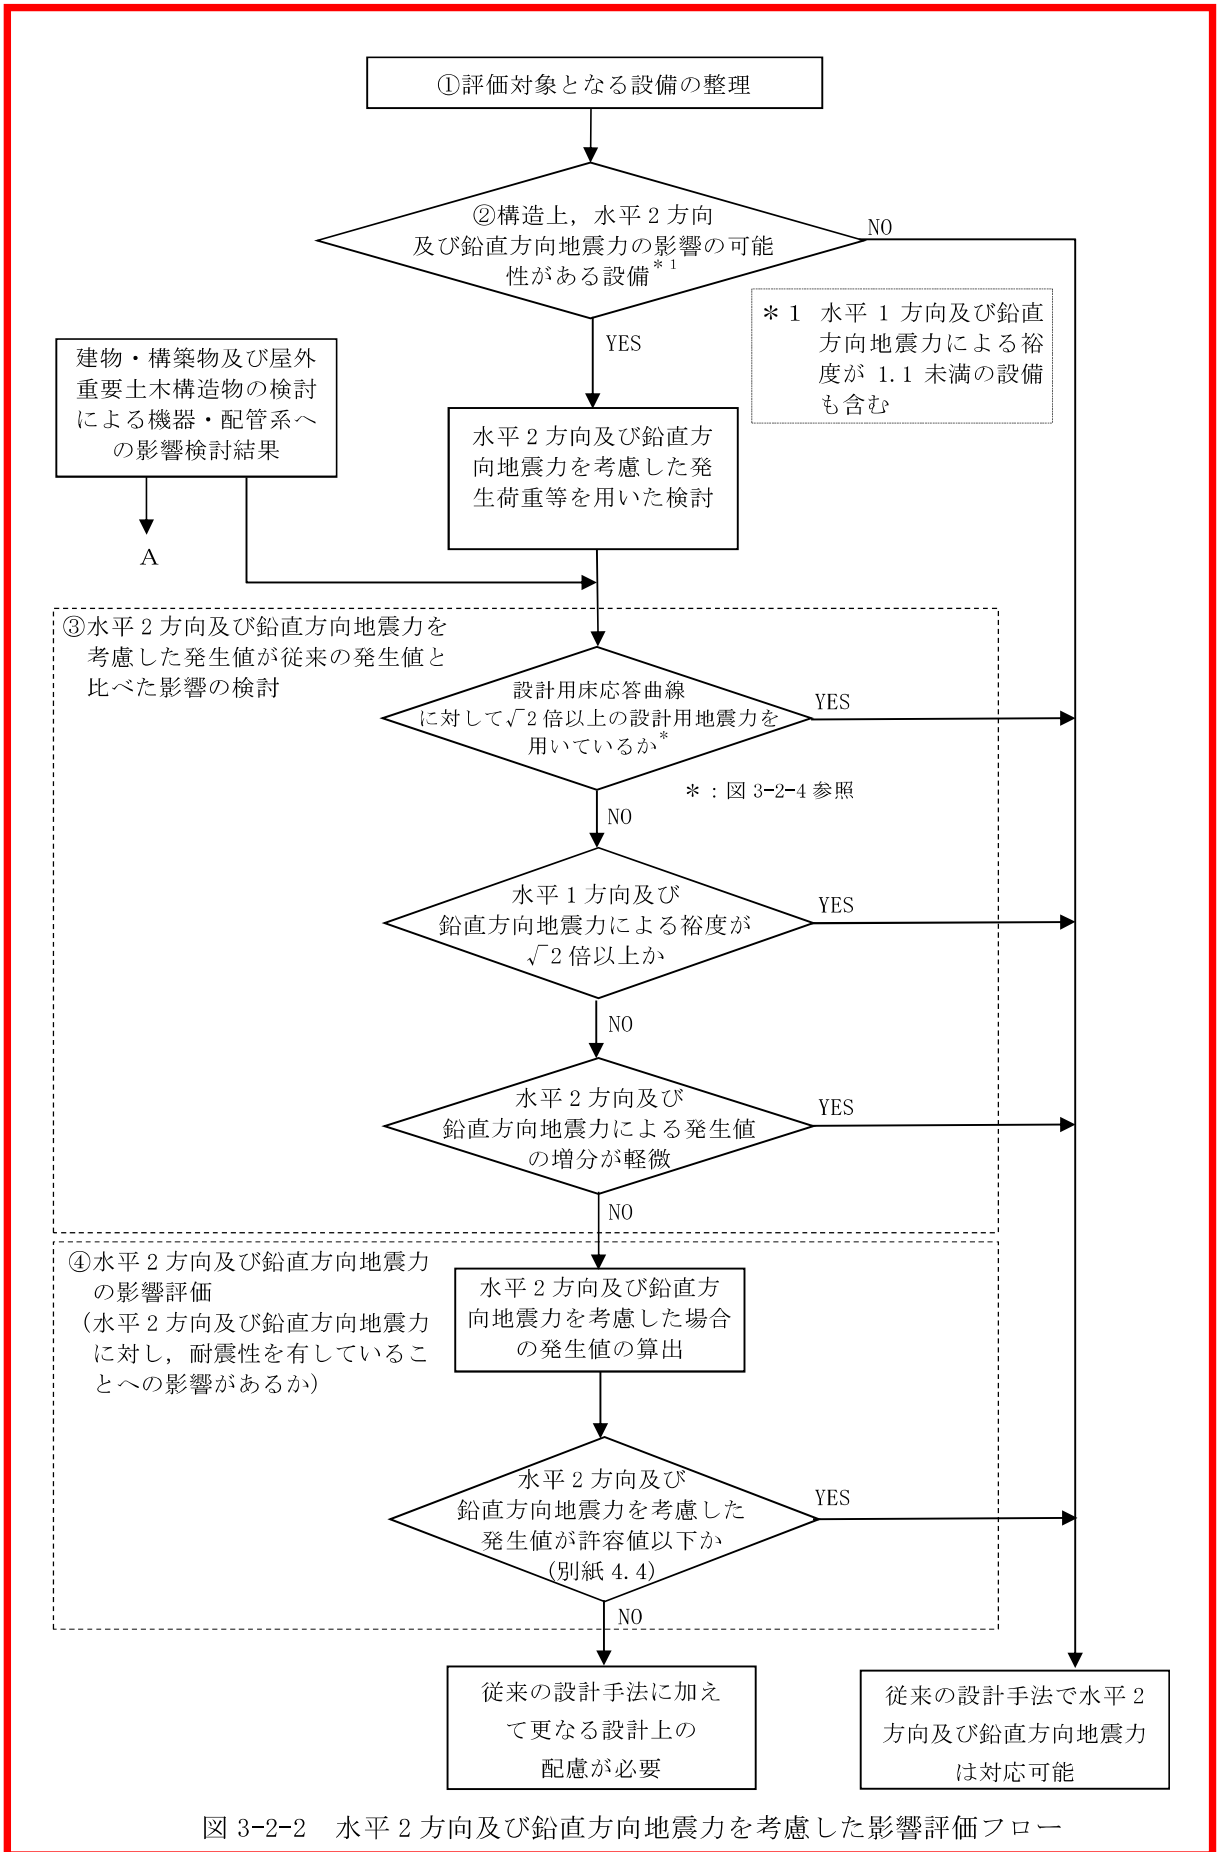 ①評価対象となる設備の整理
②構造上，水平２方向
及び鉛直方向地震力の影響の可能
性がある設備＊1
NO
YES
＊１ 水平 1 方向及び鉛直
方向地震力による裕
度が 1.1 未満の設備
も含む
建物・構築物及び屋外
重要土木構造物の検討
による機器・配管系へ
の影響検討結果
A
水平２方向及び鉛直方
向地震力を考慮した発
生荷重等を用いた検討
③水平２方向及び鉛直方向地震力を
考慮した発生値が従来の発生値と
比べた影響の検討
設計用床応答曲線
に対して√２倍以上の設計用地震力を
用いているか＊
YES
＊：図 3-2-4 参照
NO
水平１方向及び
鉛直方向地震力による裕度が
√２倍以上か
YES
NO
水平２方向及び
鉛直方向地震力による発生値
の増分が軽微
YES
NO
④水平２方向及び鉛直方向地震力
の影響評価
（水平２方向及び鉛直方向地震力
に対し，耐震性を有しているこ
とへの影響があるか）
水平２方向及び鉛直方
向地震力を考慮した場合
の発生値の算出
水平２方向及び
鉛直方向地震力を考慮した
発生値が許容値以下か
(別紙 4.4)
YES
NO
従来の設計手法に加え
て更なる設計上の
配慮が必要
従来の設計手法で水平２
方向及び鉛直方向地震力
は対応可能
図 3-2-2　水平２方向及び鉛直方向地震力を考慮した影響評価フロー